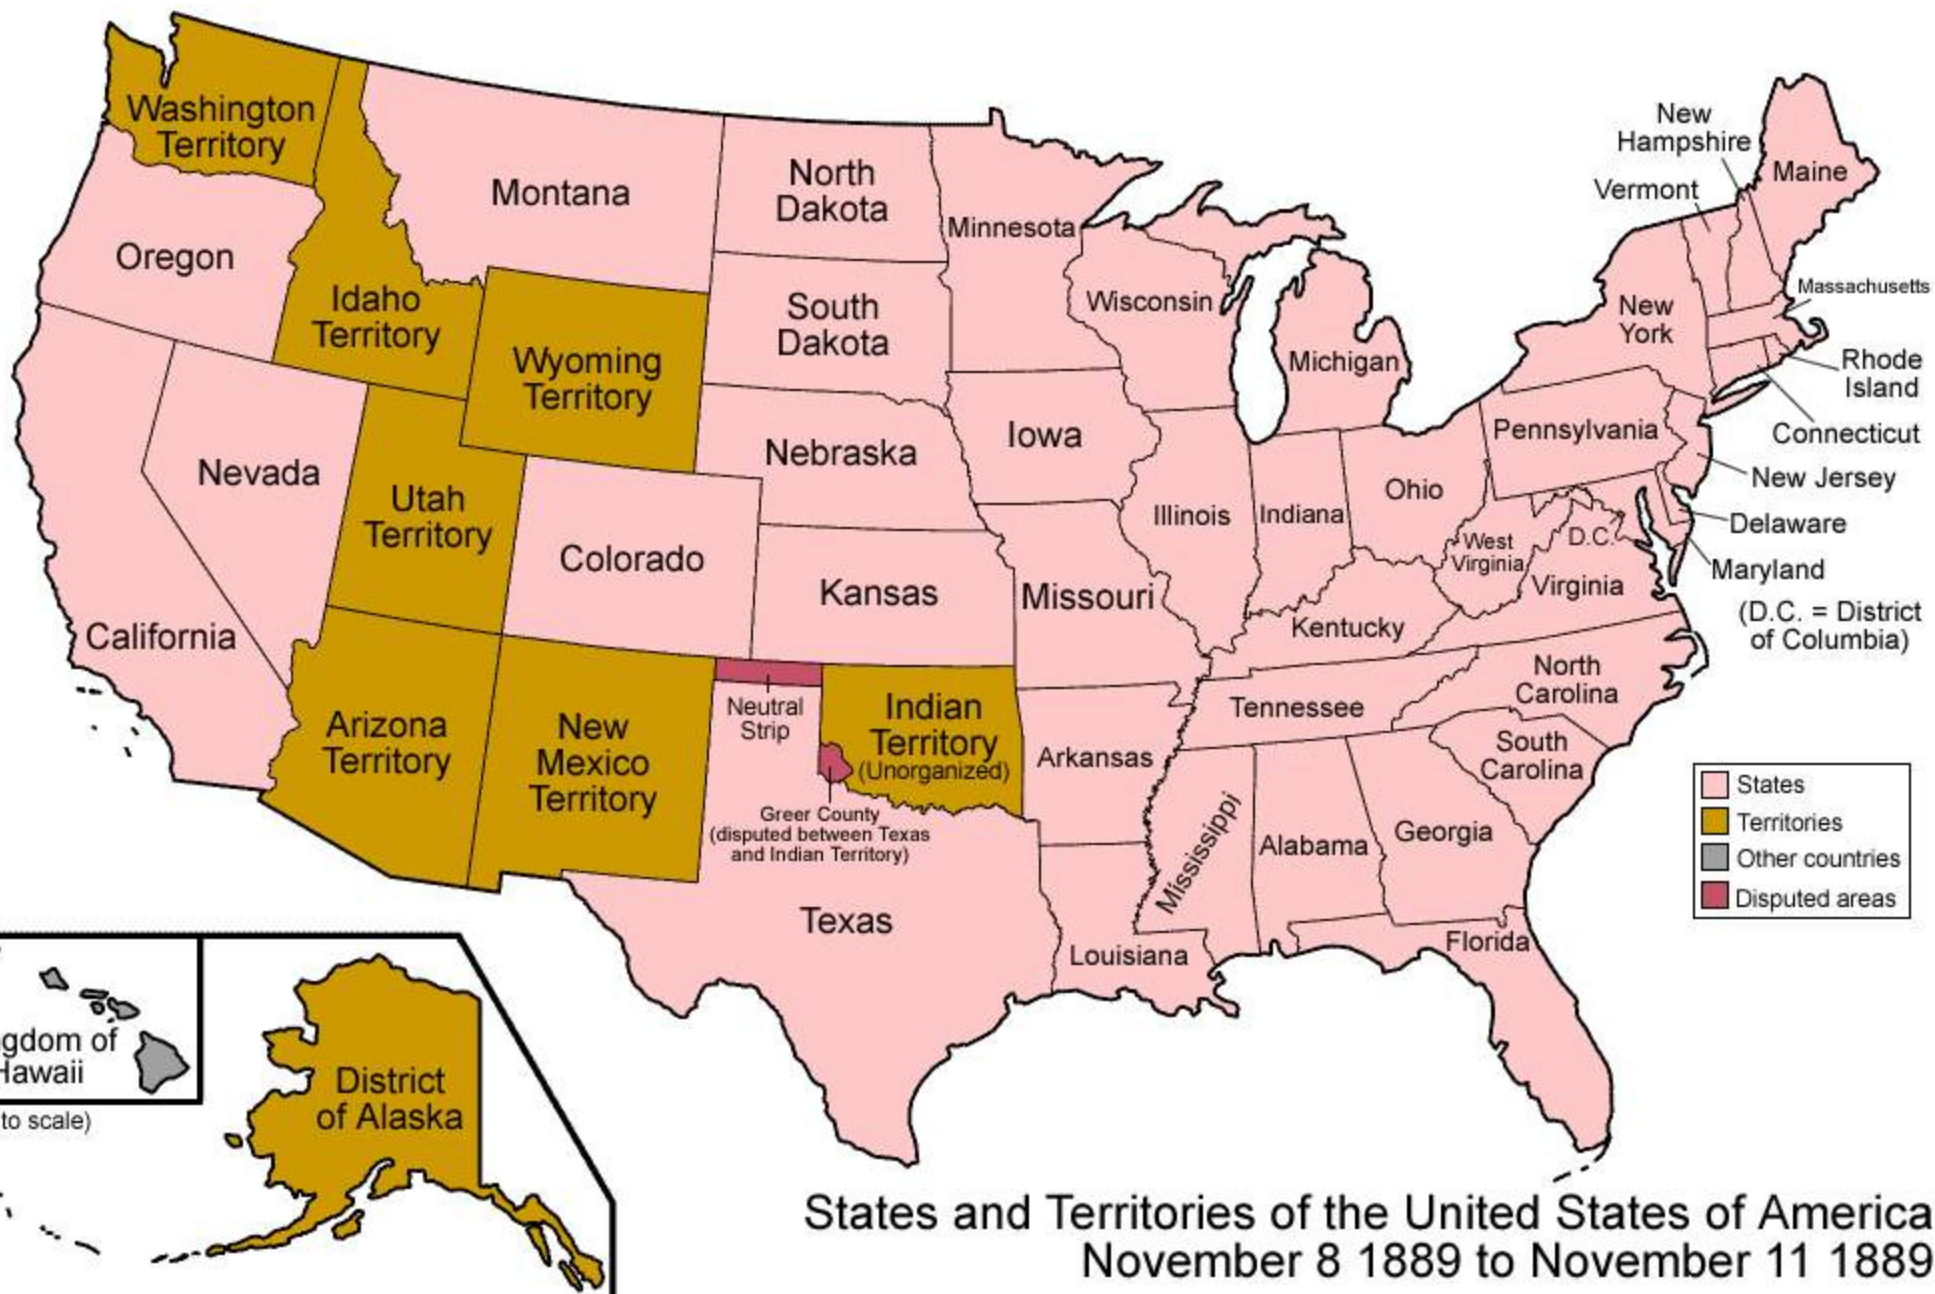 Washington
Territory
Montana
North
Dakota
Minnesota
New
Hampshire
Vermont
Maine
Oregon
Idaho
Territory
Wyoming
Territory
South
Dakota
Wisconsin
Michigan
New
York
Massachusetts
Rhode
Island
Connecticut
New Jersey
Delaware
Maryland
(D.C. = District
of Columbia)
Nevada
Utah
Territory
Nebraska
Iowa
Illinois
Indiana
Ohio
Pennsylvania
West
Virginia
D.C.
Virginia
California
Colorado
Kansas
Missouri
Kentucky
North
Carolina
Tennessee
South
Carolina
Arizona
Territory
New
Mexico
Territory
Neutral
Strip
Indian
Territory
(Unorganized)
Greer County
(disputed between Texas
and Indian Territory)
Arkansas
Mississippi
Alabama
Georgia
Texas
Louisiana
Florida
States
Territories
Other countries
Disputed areas
gdom of
Hawaii
to scale)
District
of Alaska
States and Territories of the United States of America
November 8 1889 to November 11 1889